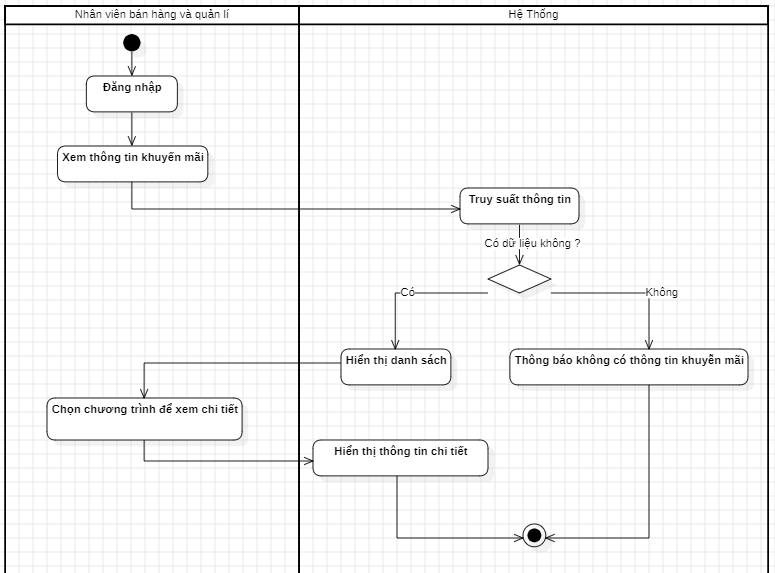 Nhân viên bán hàng và quản lí
Hệ Thống
Đăng nhập
Xem thông tin khuyến mãi
Truy suất thông tin
Có dữ liệu không ?
Có
Không
Hiển thị danh sách
Thông báo không có thông tin khuyễn mãi
Chọn chương trình để xem chi tiết
Hiển thị thông tin chi tiết